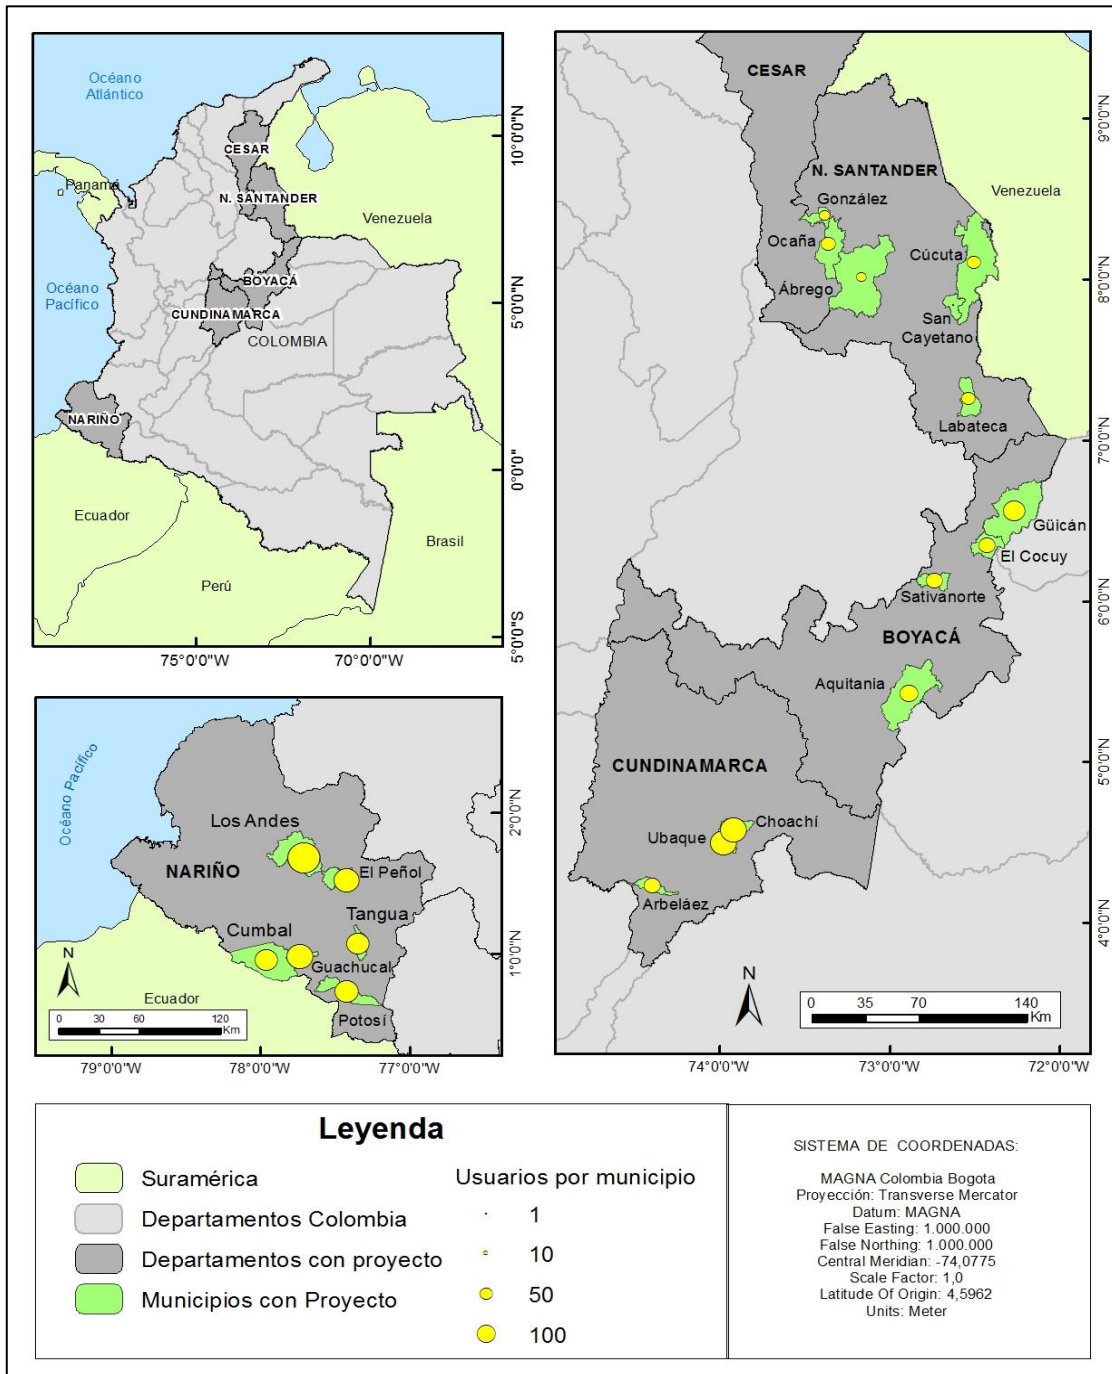 Océano
Atlántico
CESAR
Panamá
N. SANTANDER
Venezuela
Océano
Pacífico
BOYACÁ
CUNDINAMARCA
COLOMBIA
NARIÑO
Ecuador
Perú
Brasil
10°0'0"N
5°0'0"N
0°0'0"
5°0'0"S
75°0'0"W
70°0'0"W
CESAR
N. SANTANDER
González
Venezuela
Ocaña
Cúcuta
Ábrego
San
Cayetano
Labateca
Güicán
El Cocuy
Sativanorte
BOYACÁ
Aquitania
CUNDINAMARCA
Choachí
Ubaque
Arbeláez
N
0 35 70 140
Km
9°0'0"N
8°0'0"N
7°0'0"N
6°0'0"N
5°0'0"N
4°0'0"N
74°0'0"W
73°0'0"W
72°0'0"W
Océano Pacífico
Los Andes
NARIÑO
El Peñol
Tangua
Cumbal
Guachucal
N
Ecuador
Potosí
0 30 60 120
Km
2°0'0"N
1°0'0"N
79°0'0"W
78°0'0"W
77°0'0"W
Leyenda
Suramérica
Departamentos Colombia
Departamentos con proyecto
Municipios con Proyecto
Usuarios por municipio
1
10
50
100
SISTEMA DE COORDENADAS:
MAGNA Colombia Bogota
Proyección: Transverse Mercator
Datum: MAGNA
False Easting: 1.000.000
False Northing: 1.000.000
Central Meridian: -74,0775
Scale Factor: 1,0
Latitude Of Origin: 4,5962
Units: Meter